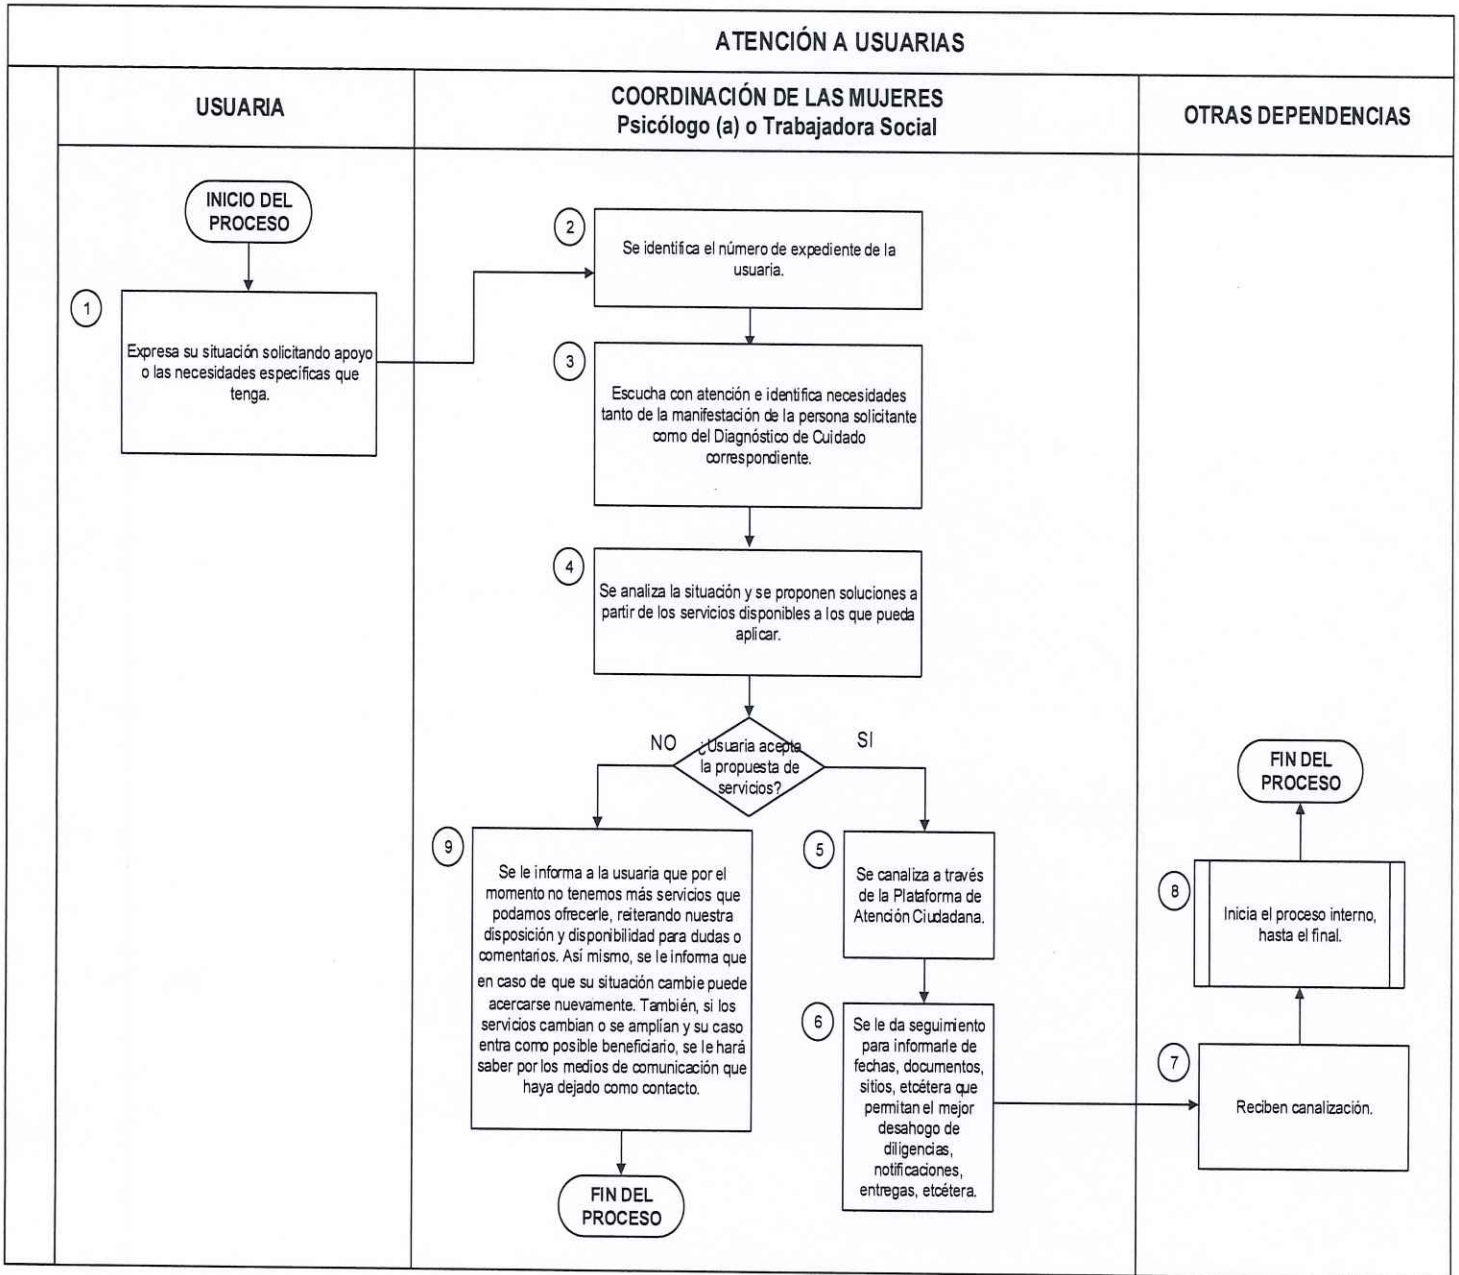 ATENCIÓN A USUARIAS
USUARIA
COORDINACIÓN DE LAS MUJERES
Psicólogo (a) o Trabajadora Social
OTRAS DEPENDENCIAS
INICIO DEL
PROCESO
1
Expresa su situación solicitando apoyo
o las necesidades específicas que
tenga.
2
Se identifica el número de expediente de la
usuaria.
3
Escucha con atención e identifica necesidades
tanto de la manifestación de la persona solicitante
como del Diagnóstico de Cuidado
correspondiente.
4
Se analiza la situación y se proponen soluciones a
partir de los servicios disponibles a los que pueda
aplicar.
NO
¿Usuaria acepta
la propuesta de
servicios?
SI
9
Se le informa a la usuaria que por el
momento no tenemos más servicios que
podamos ofrecerle, reiterando nuestra
disposición y disponibilidad para dudas o
comentarios. Así mismo, se le informa que
en caso de que su situación cambie puede
acercarse nuevamente. También, si los
servicios cambian o se amplían y su caso
entra como posible beneficiario, se le hará
saber por los medios de comunicación que
haya dejado como contacto.
FIN DEL
PROCESO
5
Se canaliza a través
de la Plataforma de
Atención Ciudadana.
6
Se le da seguimiento
para informarle de
fechas, documentos,
sitios, etcétera que
permitan el mejor
desahogo de
diligencias,
notificaciones,
entregas, etcétera.
7
Reciben canalización.
8
Inicia el proceso interno,
hasta el final.
FIN DEL
PROCESO